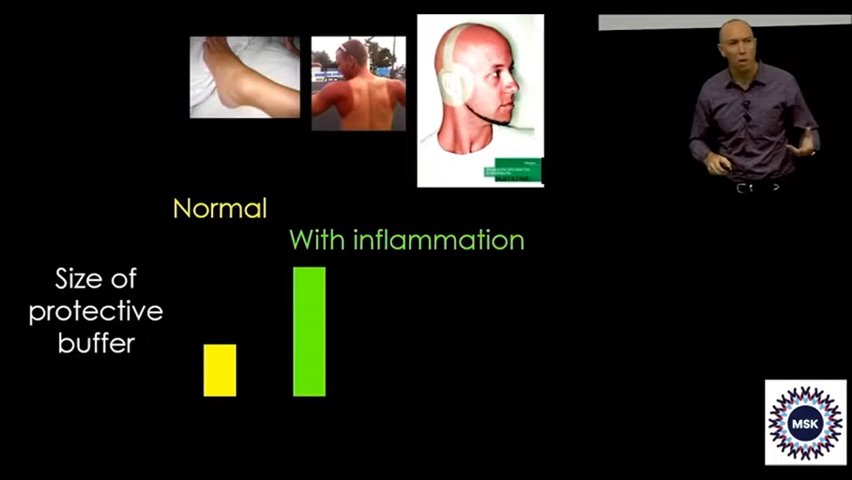 Normal
With inflammation
Size of
protective
buffer
MSK